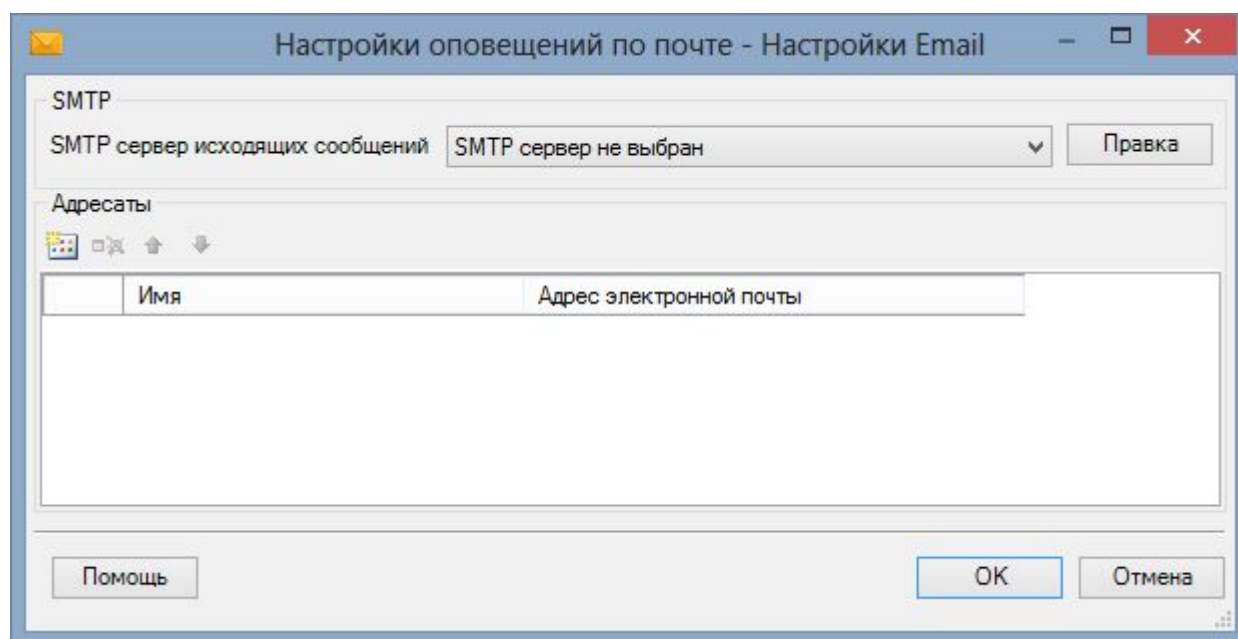 Настройки оповещений по почте - Настройки Email
SMTP
SMTP сервер исходящих сообщений SMTP сервер не выбран Правка
Адресаты
Имя Адрес электронной почты
Помощь OK Отмена